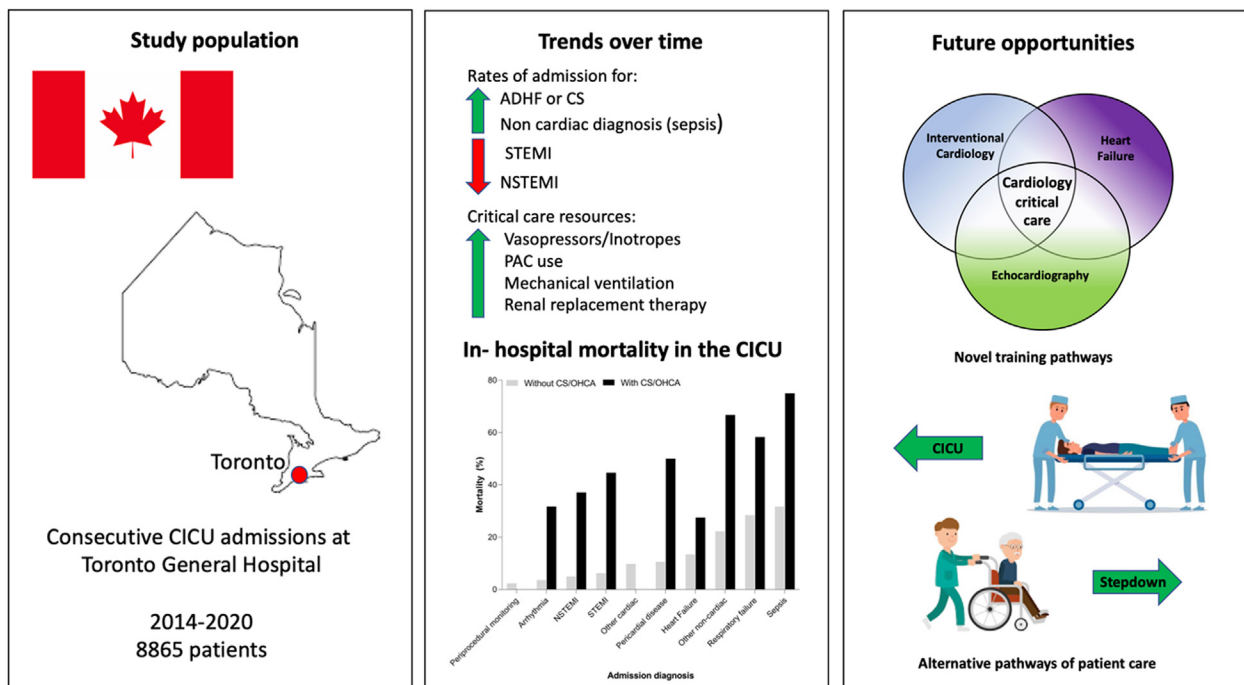 Study population
Toronto
Consecutive CICU admissions at
Toronto General Hospital
2014-2020
8865 patients
Trends over time
Rates of admission for:
ADHF or CS
Non cardiac diagnosis (sepsis)
STEMI
NSTEMI
Critical care resources:
Vasopressors/Inotropes
PAC use
Mechanical ventilation
Renal replacement therapy
In- hospital mortality in the CICU
Without CS/OHCA
With CS/OHCA
Mortality (%)
80
60
40
20
0
Periprocedural monitoring
Arrhythmia
NSTEMI
STEMI
Other cardiac
Pericardial disease
Heart Failure
Other non-cardiac
Respiratory failure
Sepsis
Admission diagnosis
Future opportunities
Interventional
Cardiology
Heart
Failure
Cardiology
critical
care
Echocardiography
Novel training pathways
CICU
Stepdown
Alternative pathways of patient care